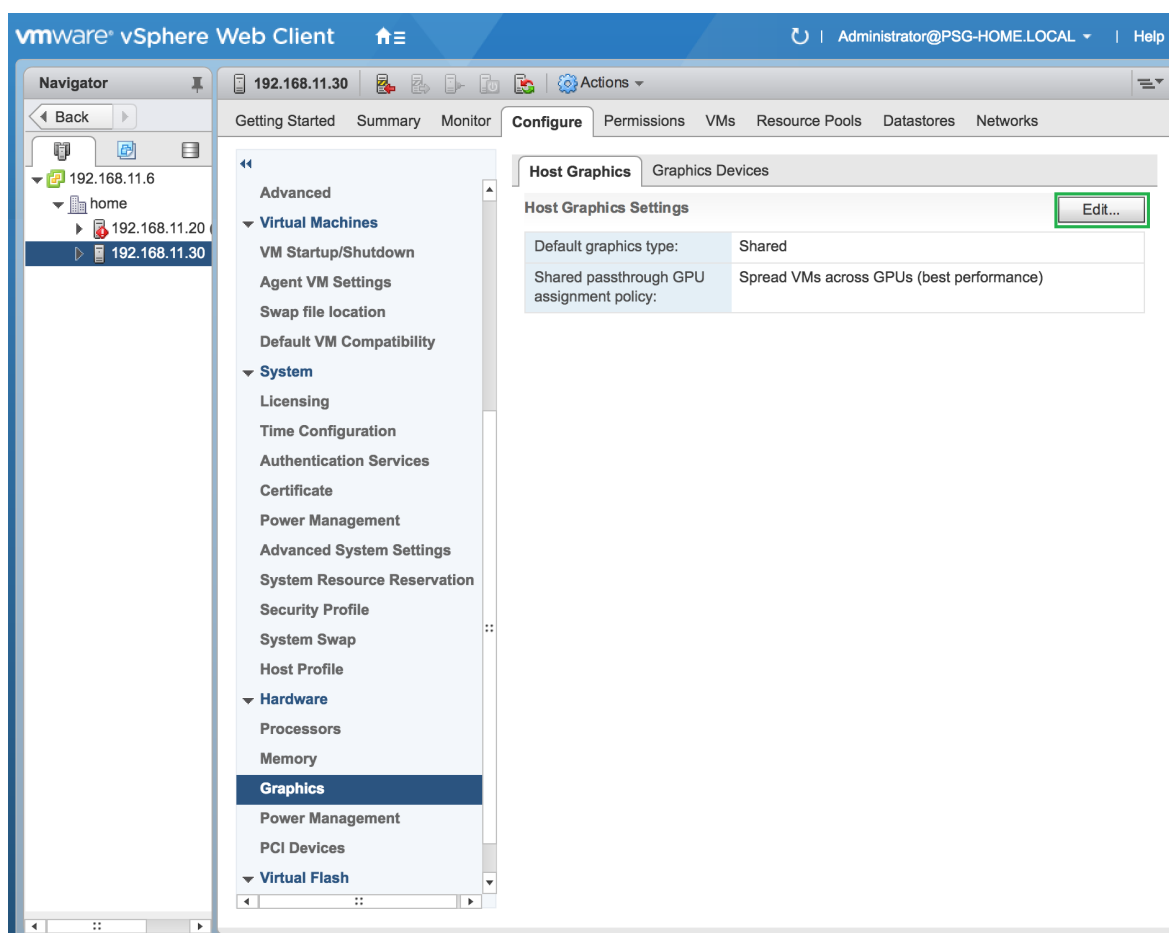 vmware® vSphere Web Client
Administrator@PSG-HOME.LOCAL
Help
Navigator
192.168.11.30
Actions
Back
Getting Started Summary Monitor Configure Permissions VMs Resource Pools Datastores Networks
192.168.11.6
home
192.168.11.20 (
192.168.11.30
Advanced
Virtual Machines
VM Startup/Shutdown
Agent VM Settings
Swap file location
Default VM Compatibility
System
Licensing
Time Configuration
Authentication Services
Certificate
Power Management
Advanced System Settings
System Resource Reservation
Security Profile
System Swap
Host Profile
Hardware
Processors
Memory
Graphics
Power Management
PCI Devices
Virtual Flash
Host Graphics Graphics Devices
Host Graphics Settings
Edit...
Default graphics type: Shared
Shared passthrough GPU Spread VMs across GPUs (best performance)
assignment policy: